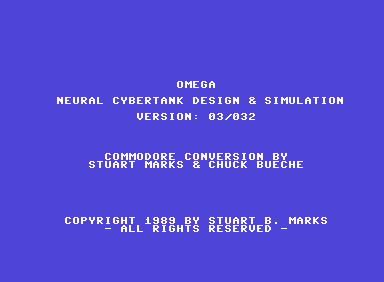 OMEGA
NEURAL CYBERTANK DESIGN & SIMULATION
VERSION: 03/032
COMMODORE CONVERSION BY
STUART MARKS & CHUCK BUECHE
COPYRIGHT 1989 BY STUART B. MARKS
- ALL RIGHTS RESERVED -